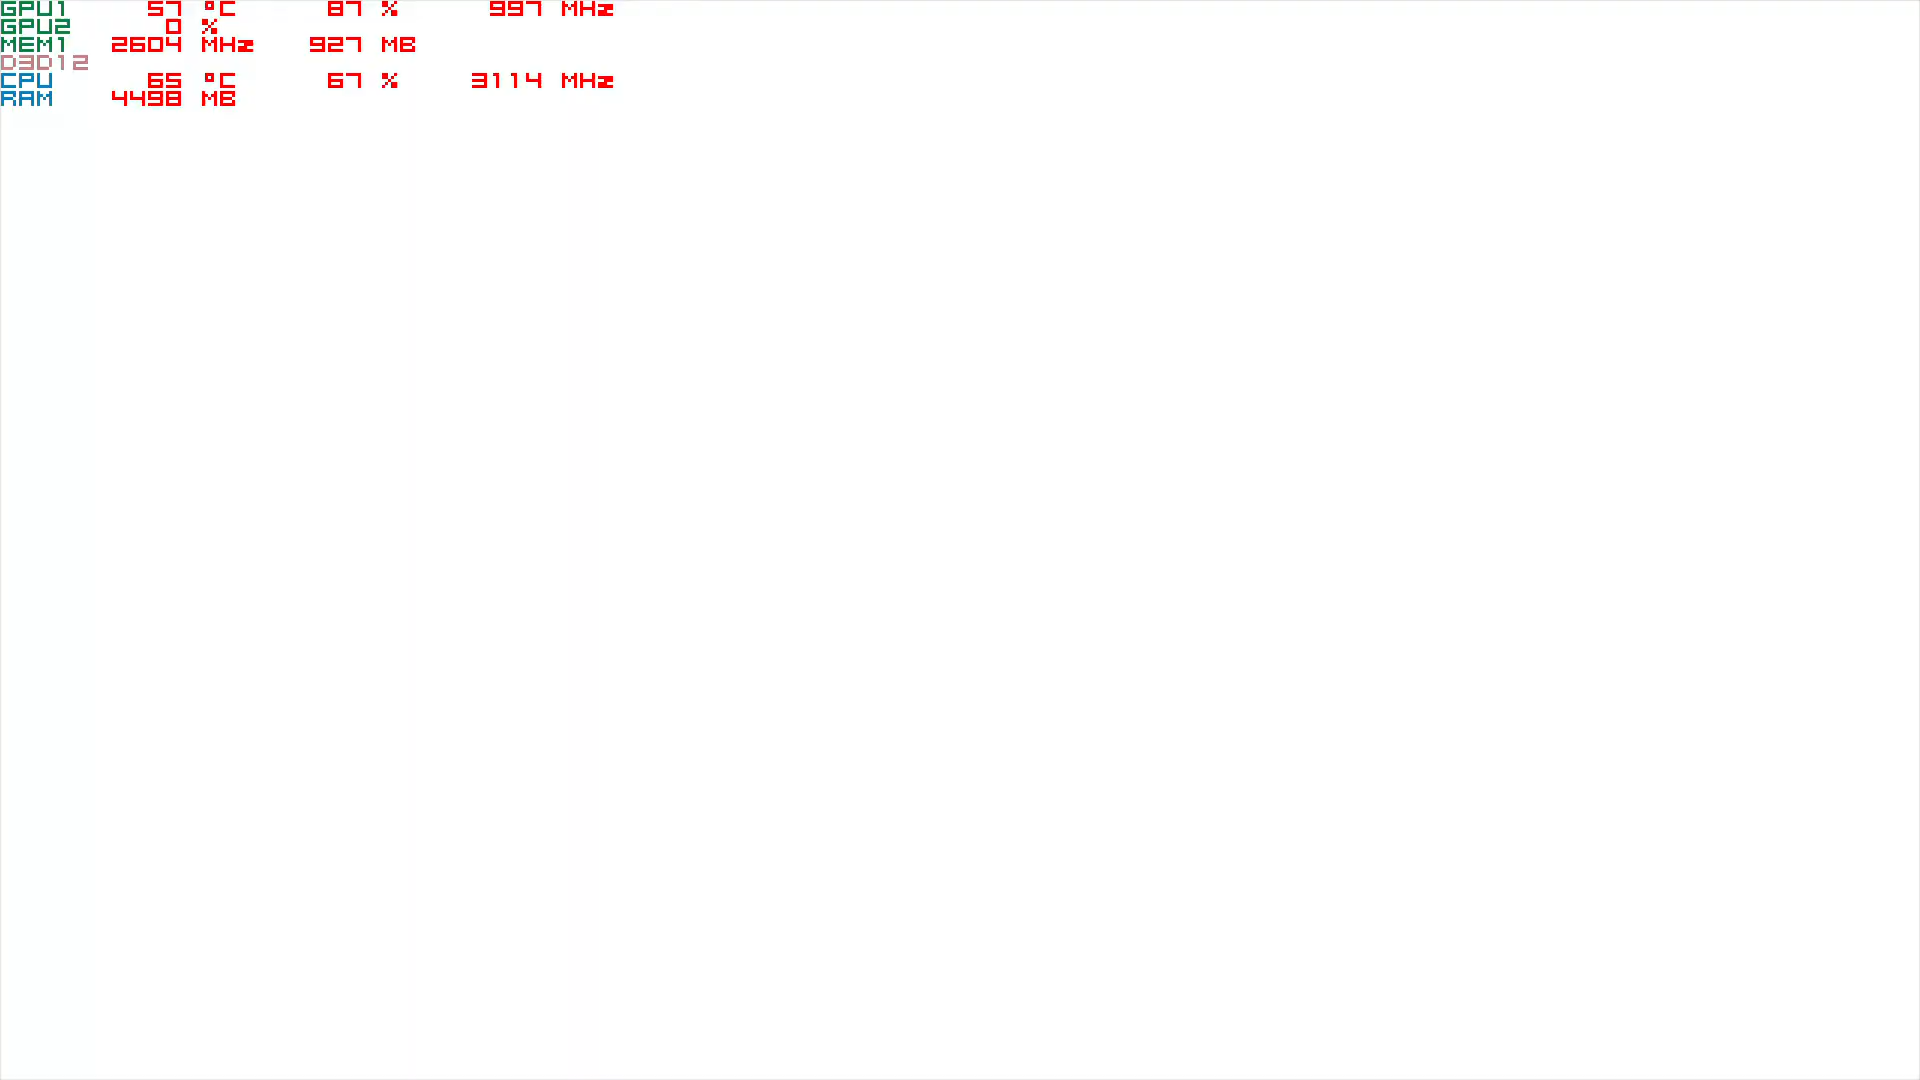 GPU1 57 °C 87 % 997 MHz
GPU2 0 %
MEM1 2604 MHz 927 MB
D3D12
CPU 65 °C 67 % 3114 MHz
RAM 4498 MB